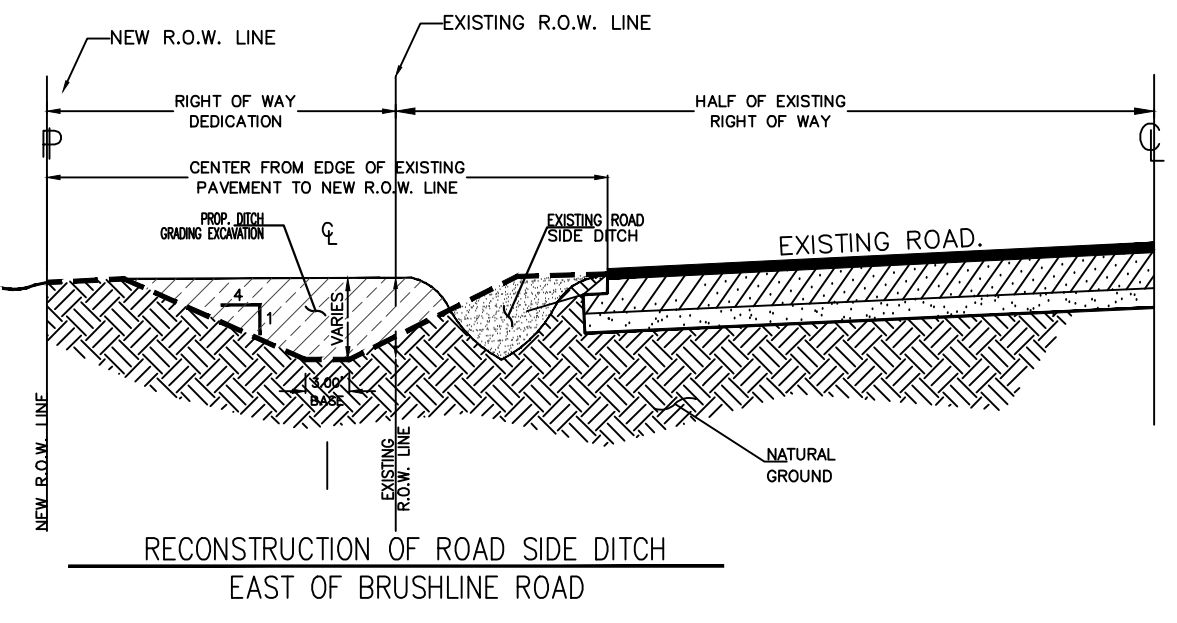 EXISTING R.O.W. LINE
NEW R.O.W. LINE
RIGHT OF WAY
DEDICATION
HALF OF EXISTING
RIGHT OF WAY
P
CL
CENTER FROM EDGE OF EXISTING
PAVEMENT TO NEW R.O.W. LINE
PROP. DITCH
GRADING EXCAVATION
CL
EXISTING ROAD
SIDE DITCH
EXISTING ROAD.
4
1
VARIES
3.00'
BASE
NEW R.O.W. LINE
EXISTING
R.O.W. LINE
NATURAL
GROUND
RECONSTRUCTION OF ROAD SIDE DITCH
EAST OF BRUSHLINE ROAD